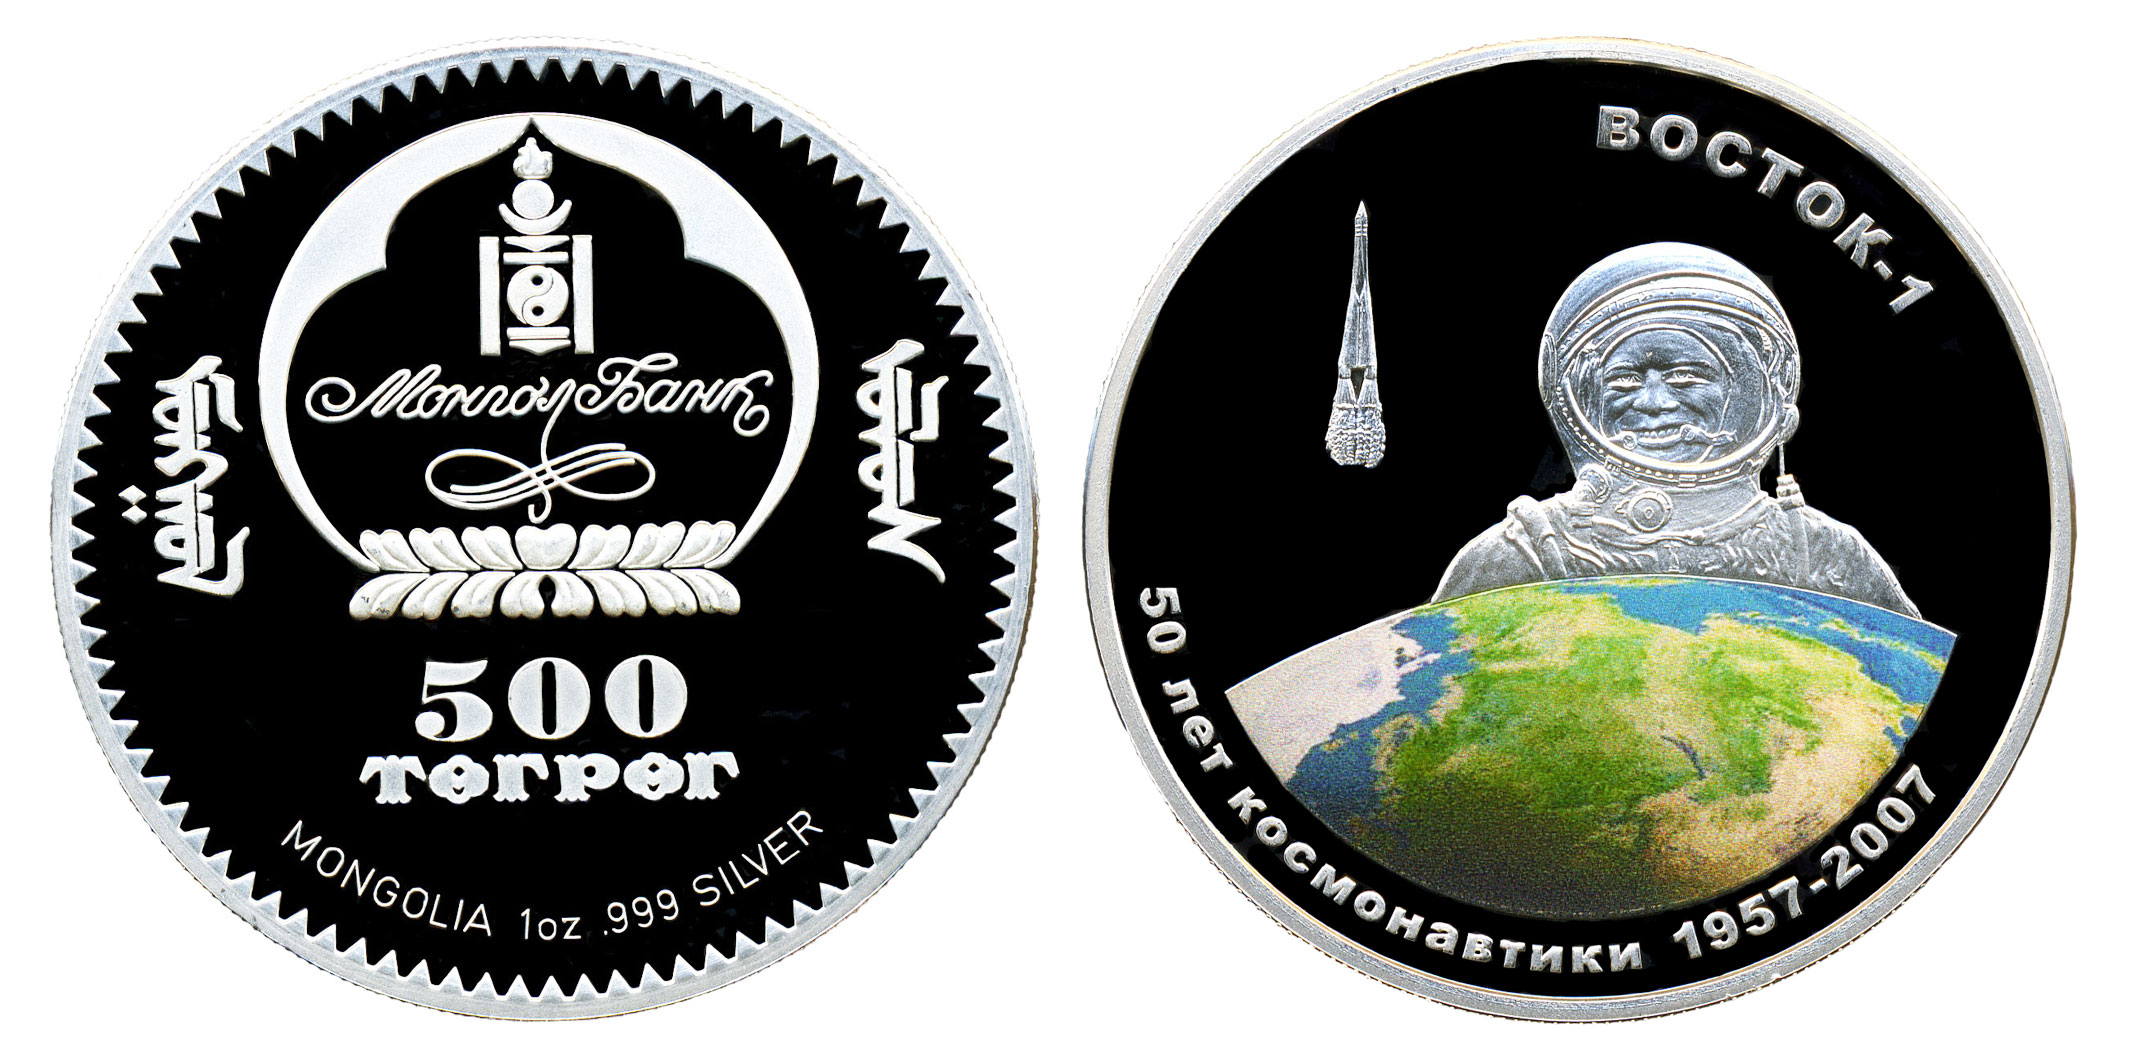 Монгол Банк
500
төгрөг
MONGOLIA 1oz .999 SILVER
ВОСТОК-1
50 лет космонавтики 1957-2007